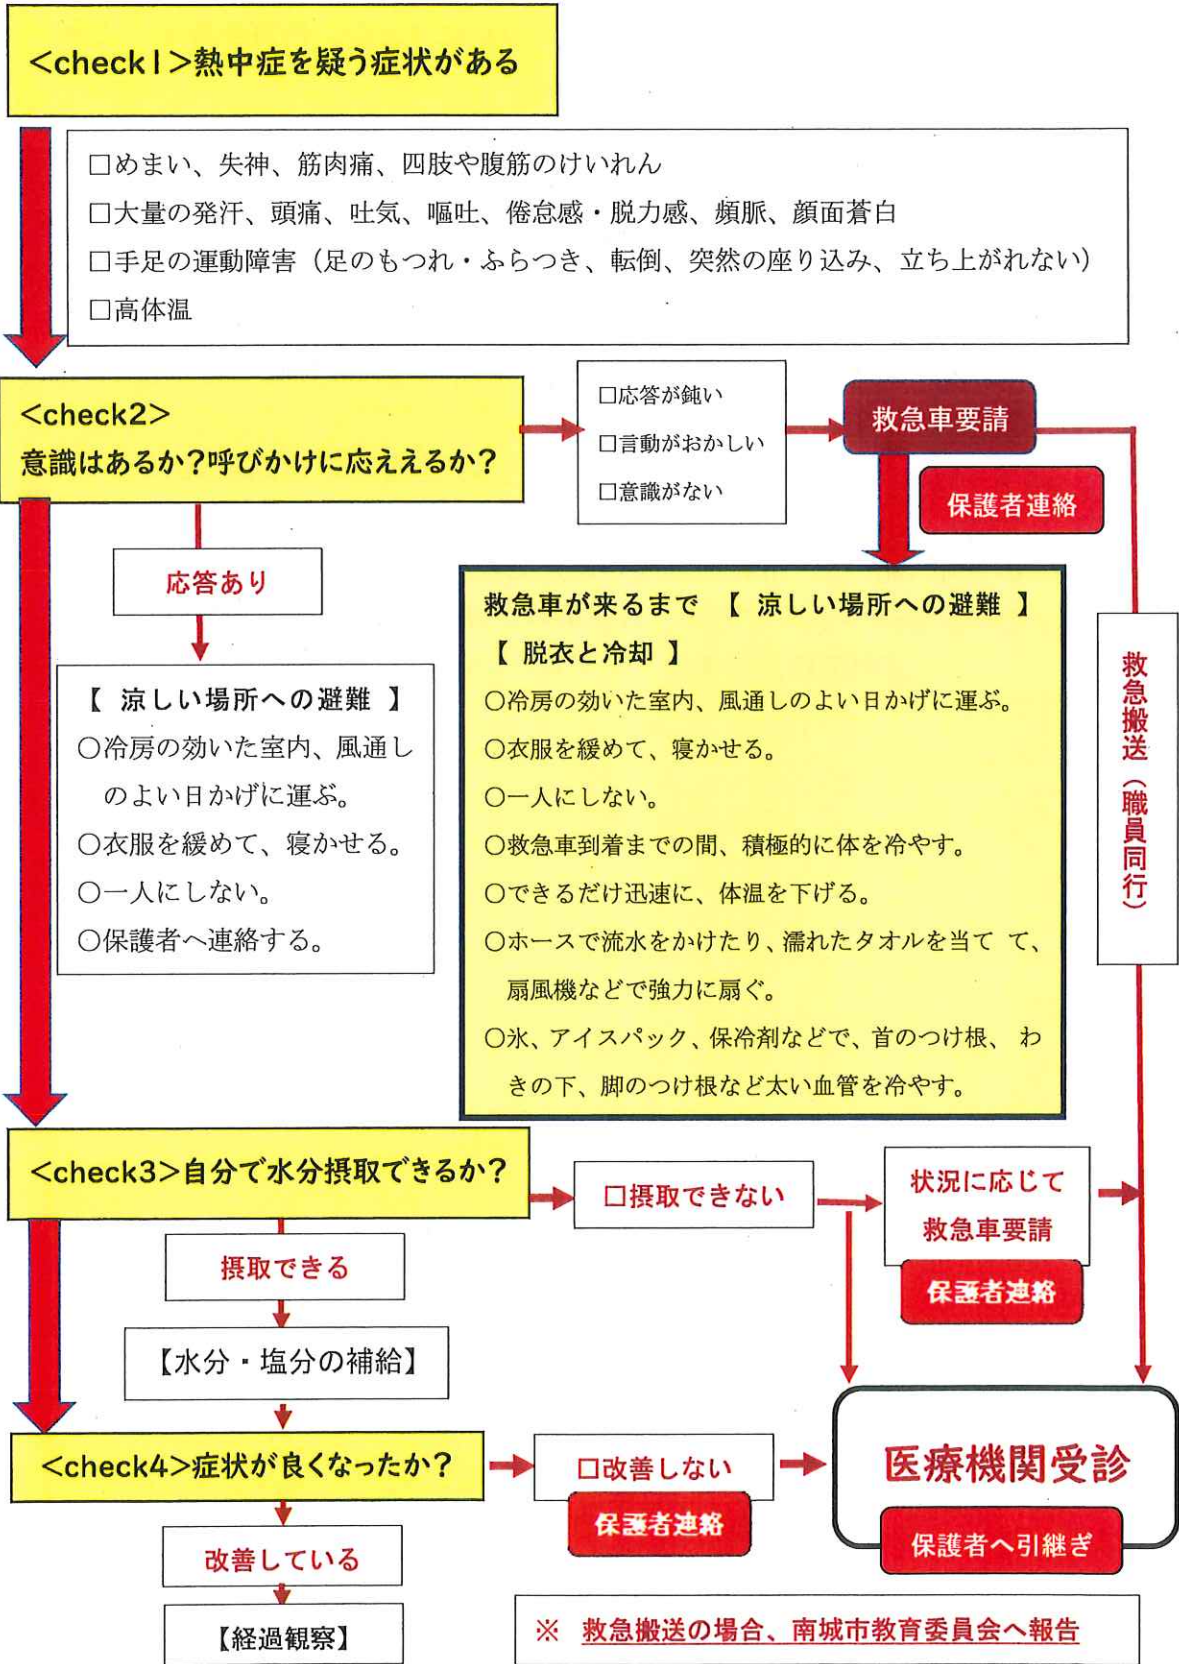 <check1>熱中症を疑う症状がある
□めまい、失神、筋肉痛、四肢や腹筋のけいれん
□大量の発汗、頭痛、吐気、嘔吐、倦怠感・脱力感、頻脈、顔面蒼白
□手足の運動障害（足のもつれ・ふらつき、転倒、突然の座り込み、立ち上がれない）
□高体温
<check2>
意識はあるか？呼びかけに応ええるか？
□応答が鈍い
□言動がおかしい
□意識がない
救急車要請
保護者連絡
応答あり
【 涼しい場所への避難 】
○冷房の効いた室内、風通し
のよい日かげに運ぶ。
○衣服を緩めて、寝かせる。
○一人にしない。
○保護者へ連絡する。
救急車が来るまで 【 涼しい場所への避難 】
【 脱衣と冷却 】
○冷房の効いた室内、風通しのよい日かげに運ぶ。
○衣服を緩めて、寝かせる。
○一人にしない。
○救急車到着までの間、積極的に体を冷やす。
○できるだけ迅速に、体温を下げる。
○ホースで流水をかけたり、濡れたタオルを当て て、
扇風機などで強力に扇ぐ。
○氷、アイスパック、保冷剤などで、首のつけ根、 わ
きの下、脚のつけ根など太い血管を冷やす。
救急搬送（職員同行）
<check3>自分で水分摂取できるか？
□摂取できない
状況に応じて
救急車要請
保護者連絡
摂取できる
【水分・塩分の補給】
<check4>症状が良くなったか？
□改善しない
保護者連絡
医療機関受診
保護者へ引継ぎ
改善している
【経過観察】
※ 救急搬送の場合、南城市教育委員会へ報告